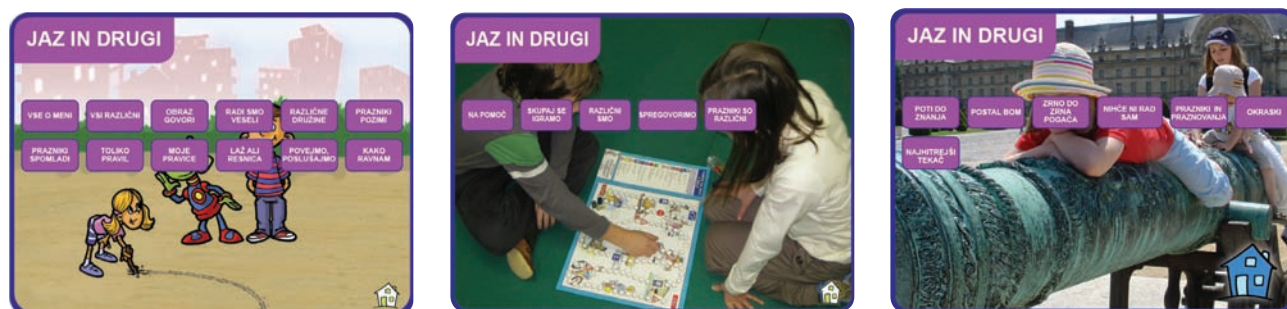 JAZ IN DRUGI
VSE O MENI
VSI RAZLIČNI
OBRAZ
GOVORI
RADI SMO
VESELI
RAZLIČNE
DRUŽINE
PRAZNIKI
POZIMI
PRAZNIKI
SPOMLADI
TOLIKO
PRAVIL
MOJE
PRAVICE
LAŽ ALI
RESNICA
POVEJMO,
POSLUŠAJMO
KAKO
RAVNAM
JAZ IN DRUGI
NA POMOČ
SKUPAJ SE
IGRAMO
RAZLIČNI
SMO
SPREGOVORIMO
PRAZNIKI SO
RAZLIČNI
JAZ IN DRUGI
POTI DO
ZNANJA
POSTAL BOM
ZRNO DO
ZRNA
POGAČA
NIHČE NI RAD
SAM
PRAZNIKI IN
PRAZNOVANJA
OKRASKI
NAJHITREJŠI
TEKAČ